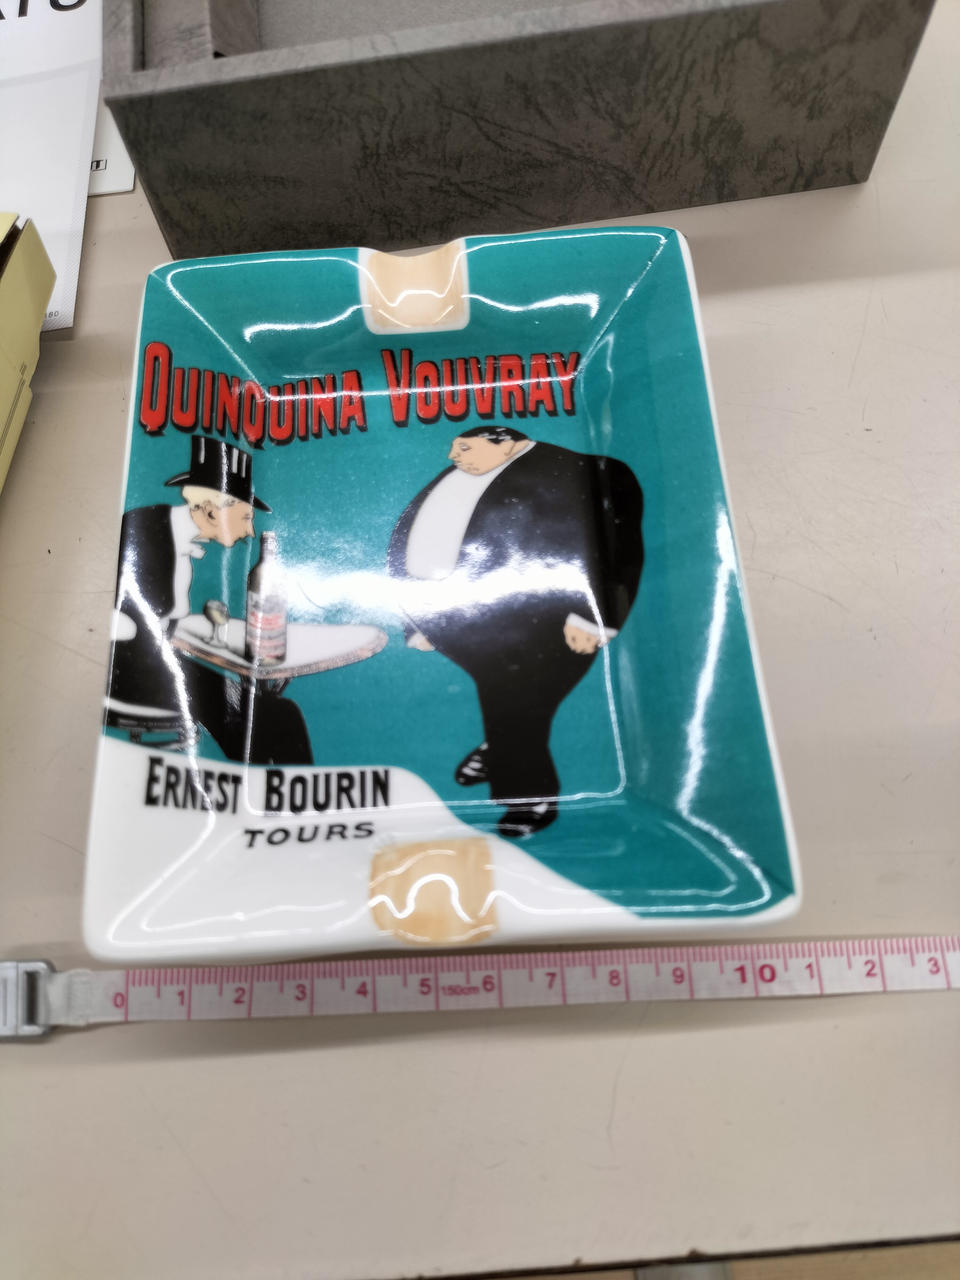 QUINQUINA VOUVRAY
ERNEST BOURIN
TOURS
0 1 2 3 4 5 150cm 6 7 8 9 10 1 2 3